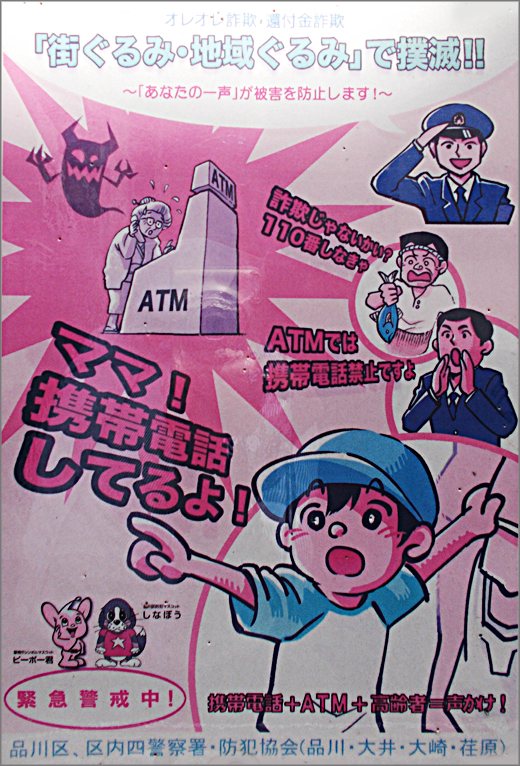 オレオレ詐欺・還付金詐欺
「街ぐるみ・地域ぐるみ」で撲滅!!
～「あなたの一声」が被害を防止します!～
ATM
ATM
詐欺じゃないかい?
110番しなきゃ
ATMでは
携帯電話禁止ですよ
ママ!
携帯電話
してるよ!
しなぼう
ピーポー君
緊急警戒中!
携帯電話+ATM+高齢者=声かけ!
品川区、区内四警察署・防犯協会(品川・大井・大崎・荏原)